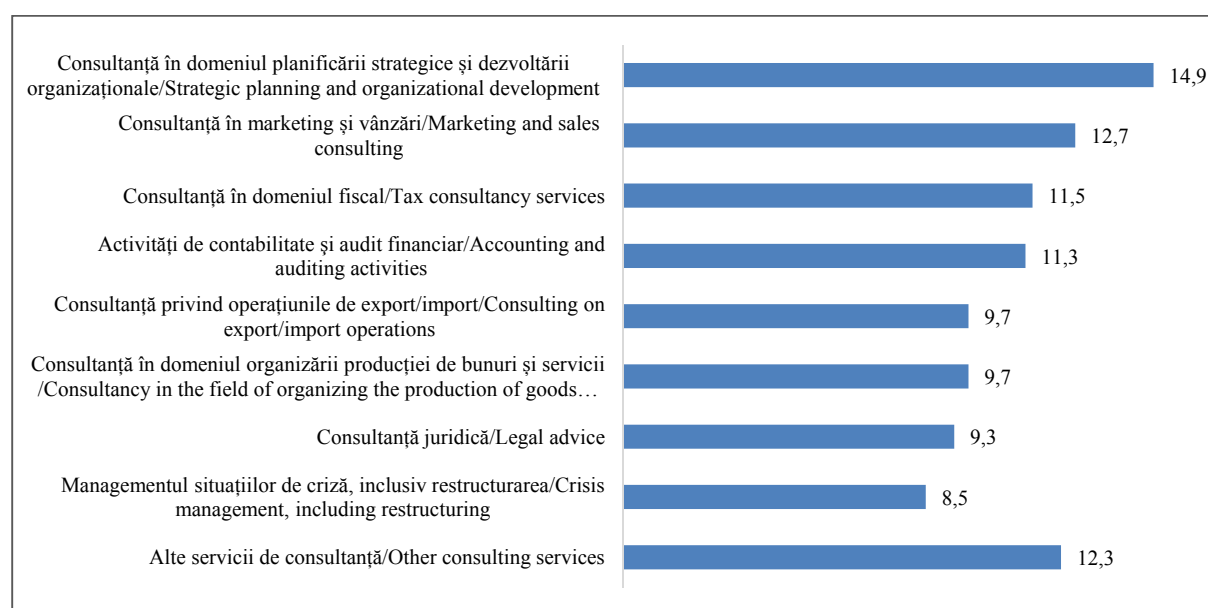 Consultanță în domeniul planificării strategice și dezvoltării
organizaționale/Strategic planning and organizational development
14,9
Consultanță în marketing și vânzări/Marketing and sales
consulting
12,7
Consultanță în domeniul fiscal/Tax consultancy services
11,5
Activități de contabilitate şi audit financiar/Accounting and
auditing activities
11,3
Consultanță privind operațiunile de export/import/Consulting on
export/import operations
9,7
Consultanță în domeniul organizării producției de bunuri și servicii
/Consultancy in the field of organizing the production of goods…
9,7
Consultanță juridică/Legal advice
9,3
Managementul situațiilor de criză, inclusiv restructurarea/Crisis
management, including restructuring
8,5
Alte servicii de consultanță/Other consulting services
12,3